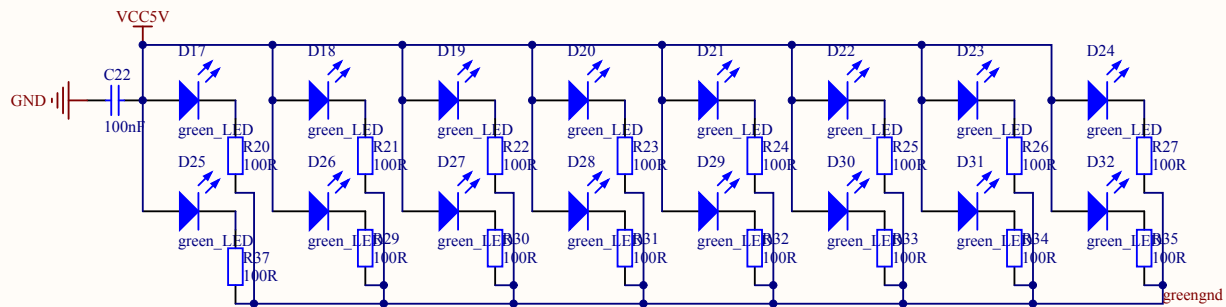 VCC5V
D17 D18 D19 D20 D21 D22 D23 D24
C22
GND
100nF
green_LED green_LED green_LED green_LED green_LED green_LED green_LED green_LED
R20 R21 R22 R23 R24 R25 R26 R27
100R 100R 100R 100R 100R 100R 100R 100R
D25 D26 D27 D28 D29 D30 D31 D32
green_LED green_LED green_LED green_LED green_LED green_LED green_LED green_LED
R29 R30 R31 R32 R33 R34 R35
R37 100R 100R 100R 100R 100R 100R 100R
100R
greengnd